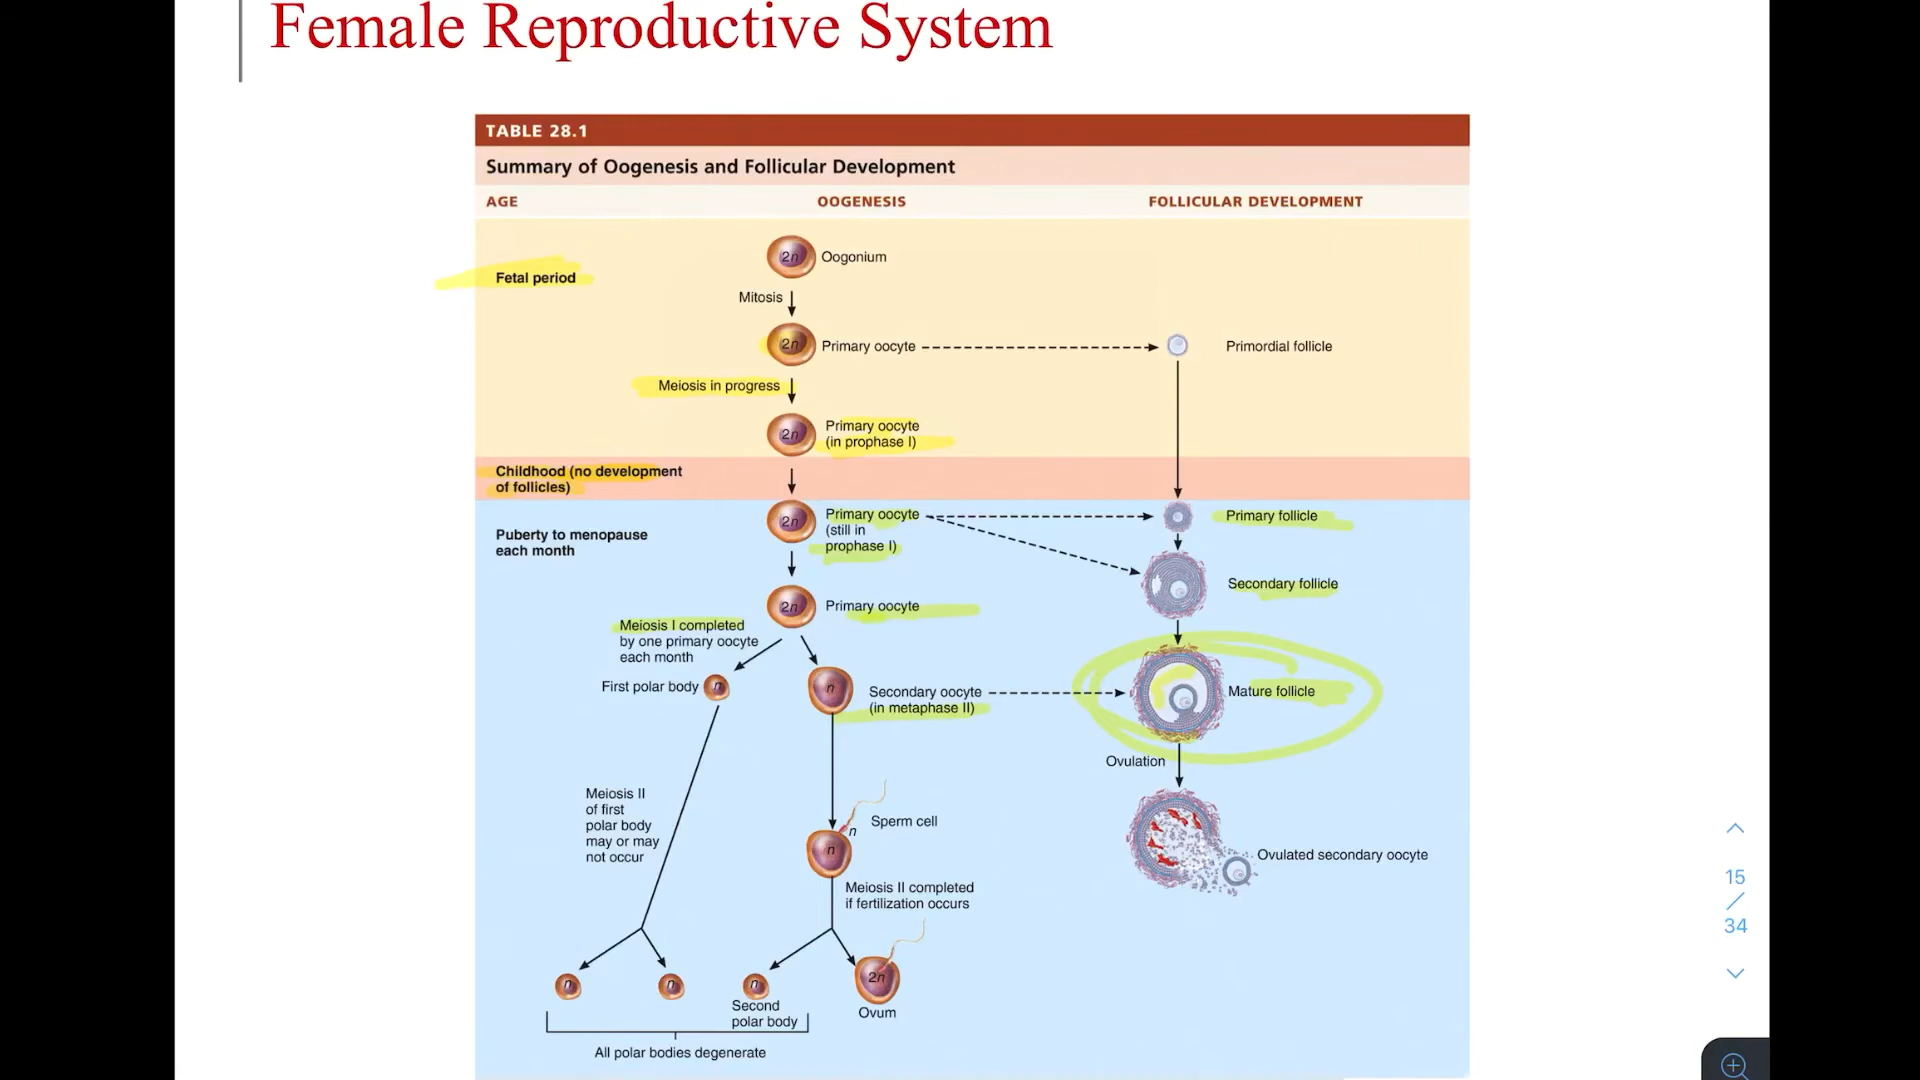 Female Reproductive System
TABLE 28.1
Summary of Oogenesis and Follicular Development
AGE
OOGENESIS
FOLLICULAR DEVELOPMENT
Fetal period
2n
Oogonium
Mitosis
2n
Primary oocyte
Primordial follicle
Meiosis in progress
2n
Primary oocyte
(in prophase I)
Childhood (no development
of follicles)
Puberty to menopause
each month
2n
Primary oocyte
(still in
prophase I)
Primary follicle
Secondary follicle
2n
Primary oocyte
Meiosis I completed
by one primary oocyte
each month
First polar body
n
n
Secondary oocyte
(in metaphase II)
Mature follicle
Ovulation
Meiosis II
of first
polar body
may or may
not occur
n
Sperm cell
n
Ovulated secondary oocyte
Meiosis II completed
if fertilization occurs
n
n
n
Second
polar body
2n
Ovum
All polar bodies degenerate
15
/
34